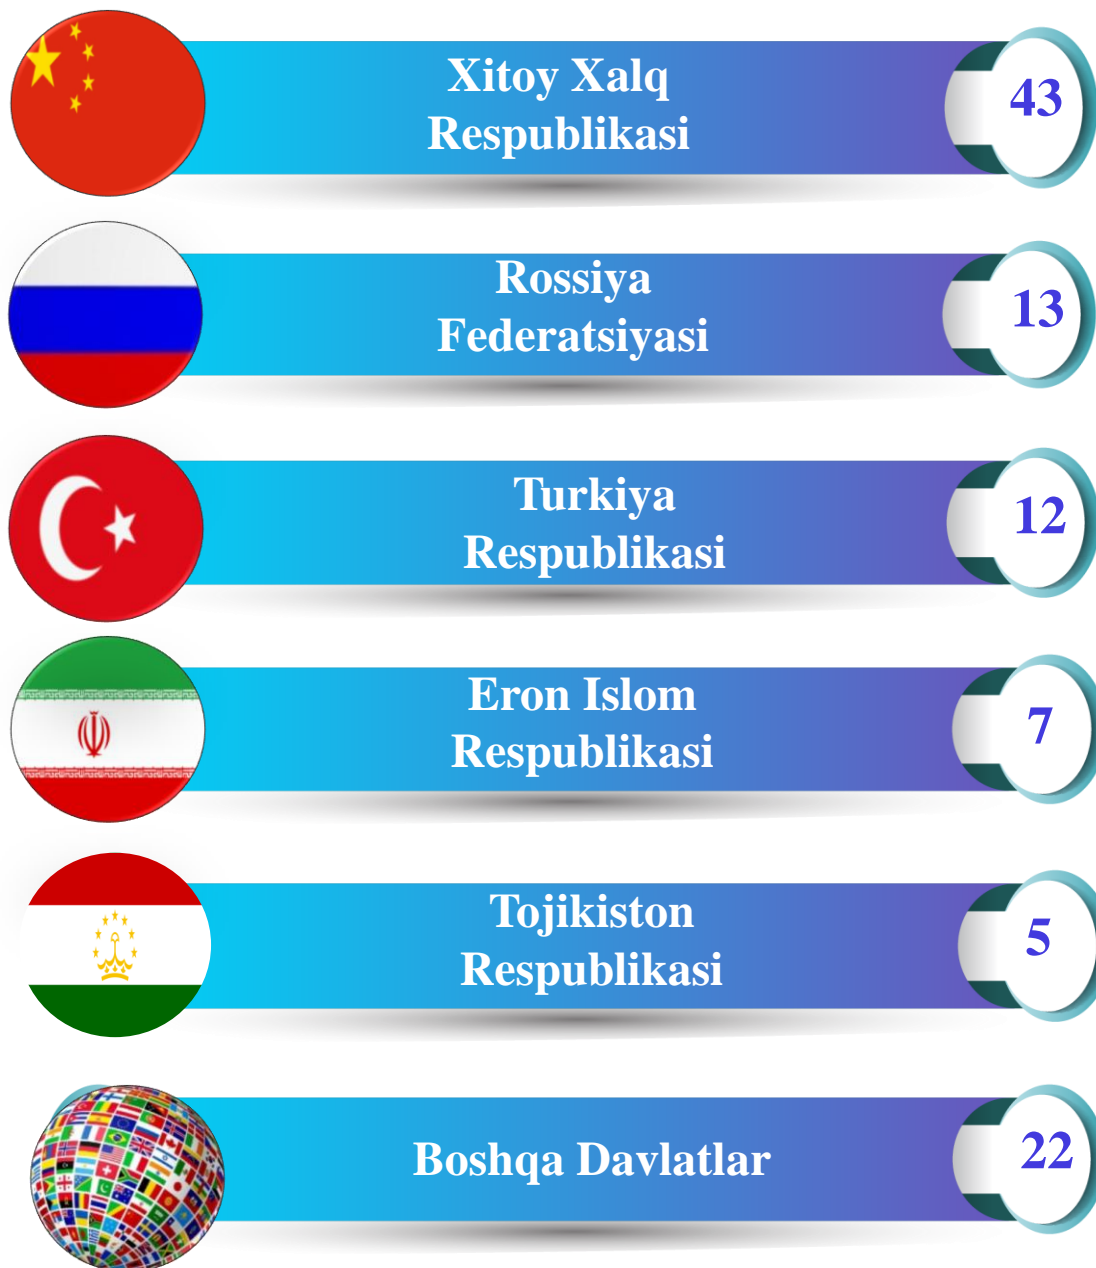 Xitoy Xalq
Respublikasi
43
Rossiya
Federatsiyasi
13
Turkiya
Respublikasi
12
Eron Islom
Respublikasi
7
Tojikiston
Respublikasi
5
Boshqa Davlatlar
22